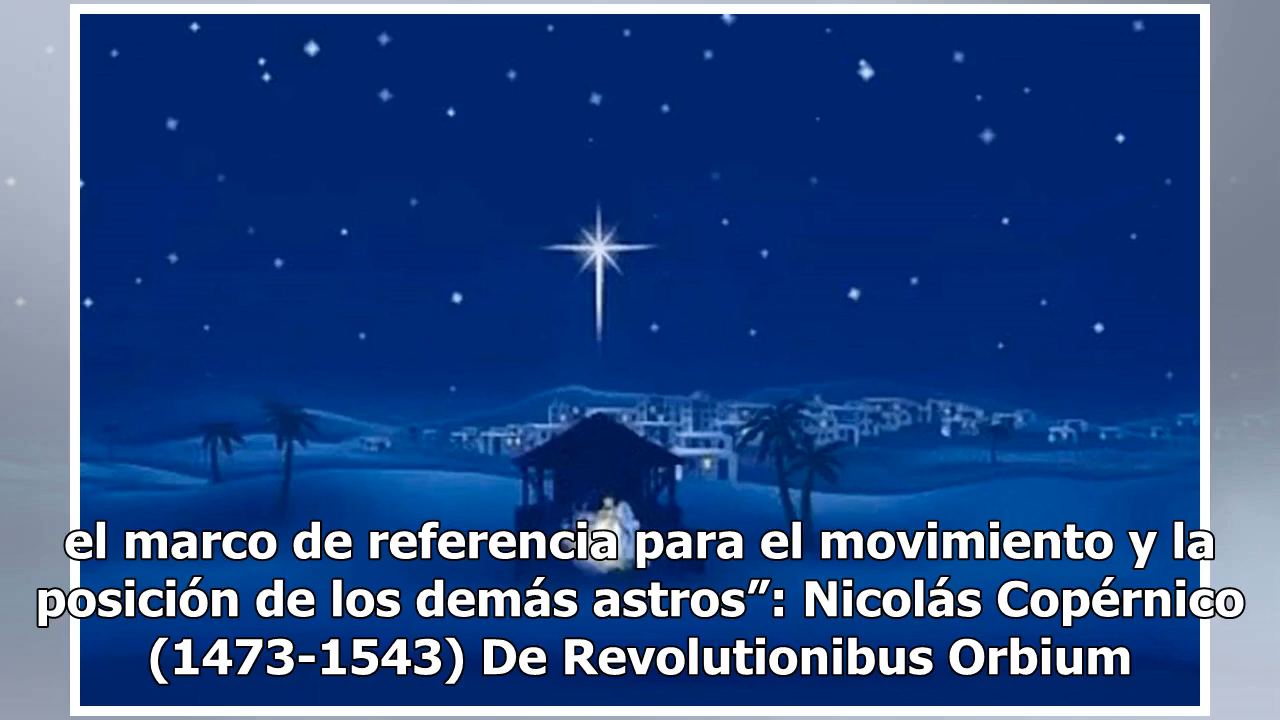 el marco de referencia para el movimiento y la
posición de los demás astros”: Nicolás Copérnico
(1473-1543) De Revolutionibus Orbium